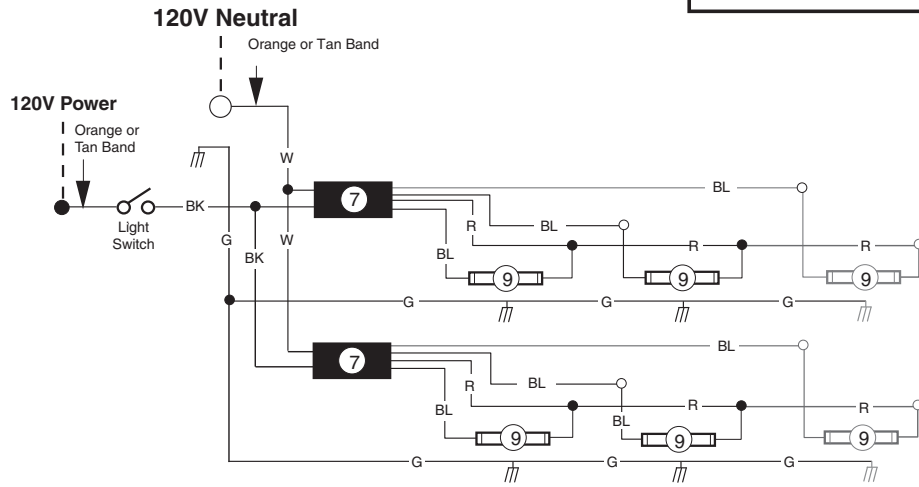 120V Neutral
Orange or Tan Band
120V Power
Orange or
Tan Band
W
BK
Light
Switch
G
BK
W
7
BL
BL
R
R
R
BL
9
9
9
G
G
G
7
BL
BL
R
R
R
BL
BL
9
9
9
G
G
G